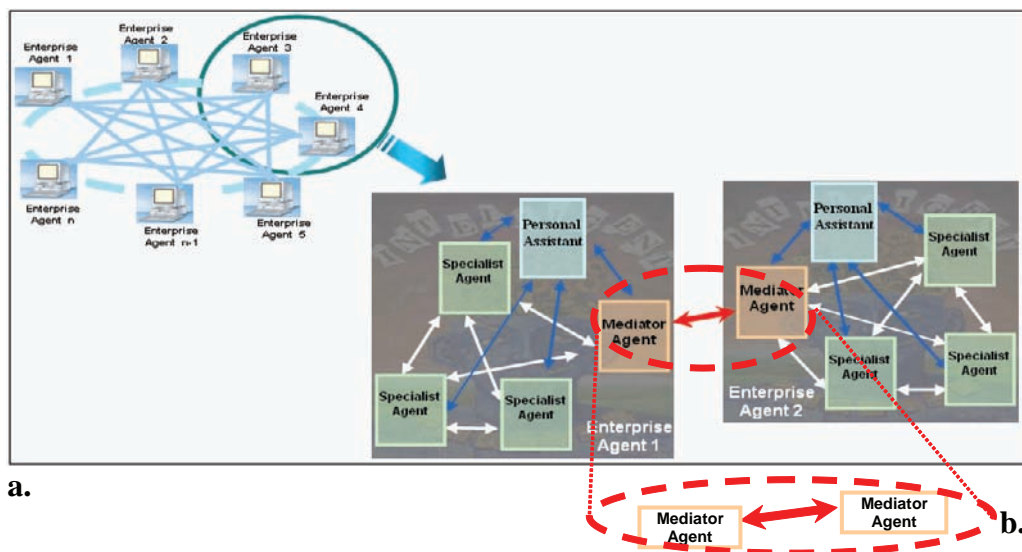 Enterprise
Agent 1
Enterprise
Agent 2
Enterprise
Agent 3
Enterprise
Agent 4
Enterprise
Agent n
Enterprise
Agent n-1
Enterprise
Agent 5
Personal
Assistant
Specialist
Agent
Mediator
Agent
Specialist
Agent
Specialist
Agent
Enterprise
Agent 1
Personal
Assistant
Specialist
Agent
Mediator
Agent
Specialist
Agent
Specialist
Agent
Enterprise
Agent 2
a.
Mediator
Agent
Mediator
Agent
b.